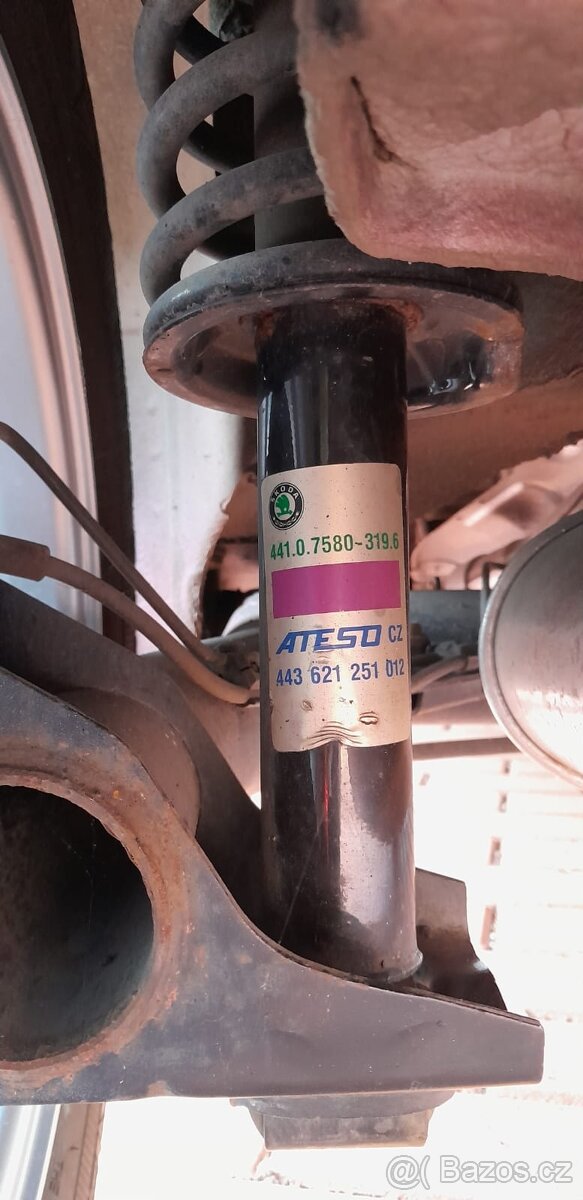 ŠKODA
441.0.7580~319.6
ATESO CZ
443 621 251 012
@( Bazos.cz